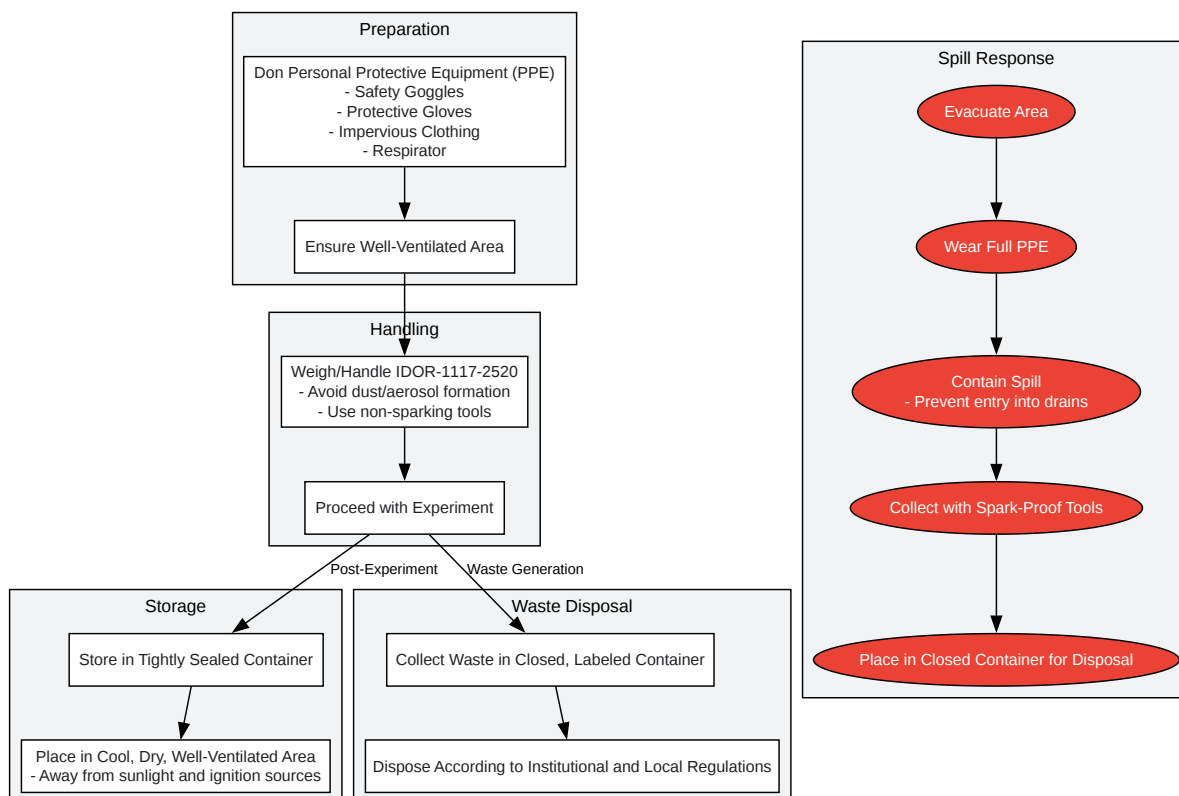 Preparation
Don Personal Protective Equipment (PPE)
- Safety Goggles
- Protective Gloves
- Impervious Clothing
- Respirator
Ensure Well-Ventilated Area
Handling
Weigh/Handle IDOR-1117-2520
- Avoid dust/aerosol formation
- Use non-sparking tools
Proceed with Experiment
Post-Experiment
Waste Generation
Storage
Store in Tightly Sealed Container
Place in Cool, Dry, Well-Ventilated Area
- Away from sunlight and ignition sources
Waste Disposal
Collect Waste in Closed, Labeled Container
Dispose According to Institutional and Local Regulations
Spill Response
Evacuate Area
Wear Full PPE
Contain Spill
- Prevent entry into drains
Collect with Spark-Proof Tools
Place in Closed Container for Disposal